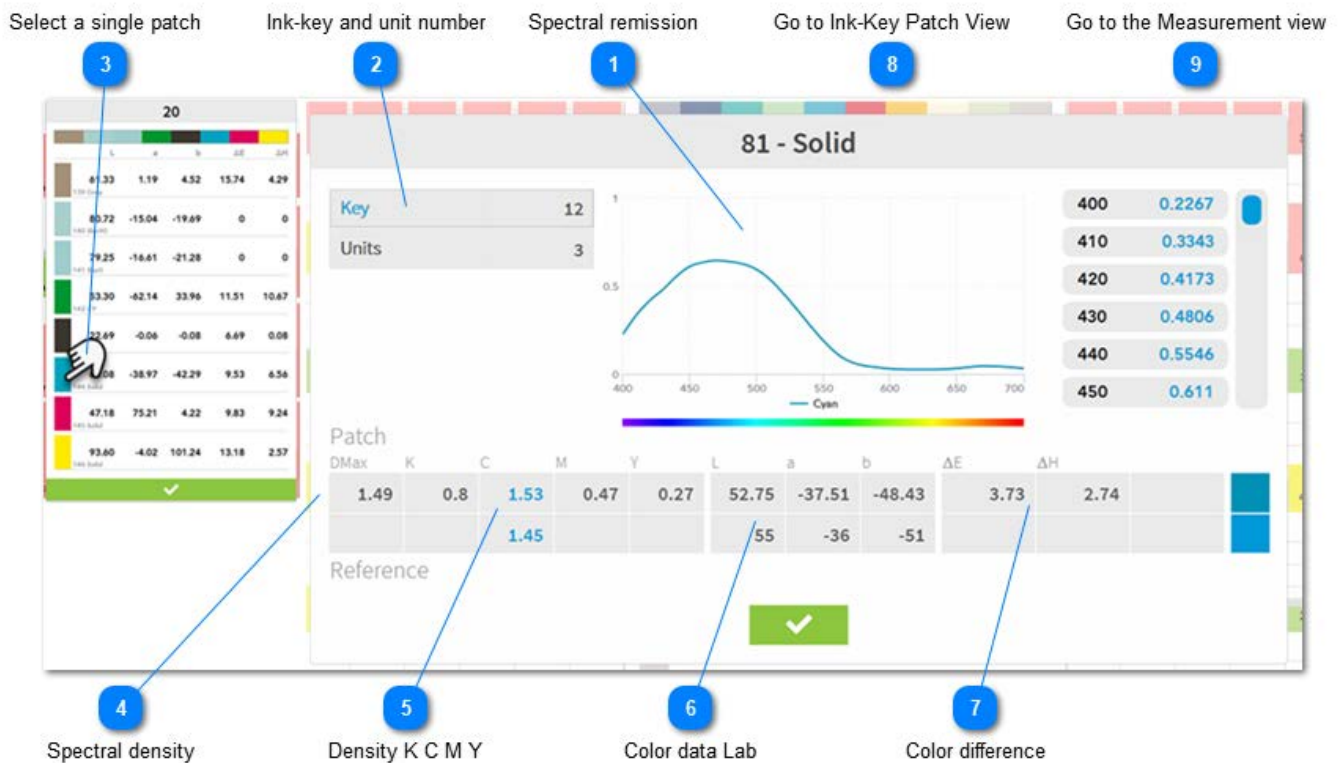 Select a single patch Ink-key and unit number Spectral remission Go to Ink-Key Patch View Go to the Measurement view
3 2 1 8 9
20
L a b ΔE ΔH
61.33 1.19 4.52 15.74 4.29
80.72 -15.04 -19.69 0 0
79.25 -16.61 -21.28 0 0
53.30 -62.14 33.96 11.51 10.67
22.69 -0.06 -0.08 6.69 0.08
08 -38.97 -42.29 9.53 6.56
47.18 75.21 4.22 9.83 9.24
145 Solid
93.60 -4.02 101.24 13.18 2.57
146 Solid
81 - Solid
Key 12
Units 3
1
0.5
0
400 450 500 550 600 650 700
Cyan
400 0.2267
410 0.3343
420 0.4173
430 0.4806
440 0.5546
450 0.611
Patch
DMax K C M Y L a b ΔE ΔH
1.49 0.8 1.53 0.47 0.27 52.75 -37.51 -48.43 3.73 2.74
1.45 55 -36 -51
Reference
4 5 6 7
Spectral density Density K C M Y Color data Lab Color difference